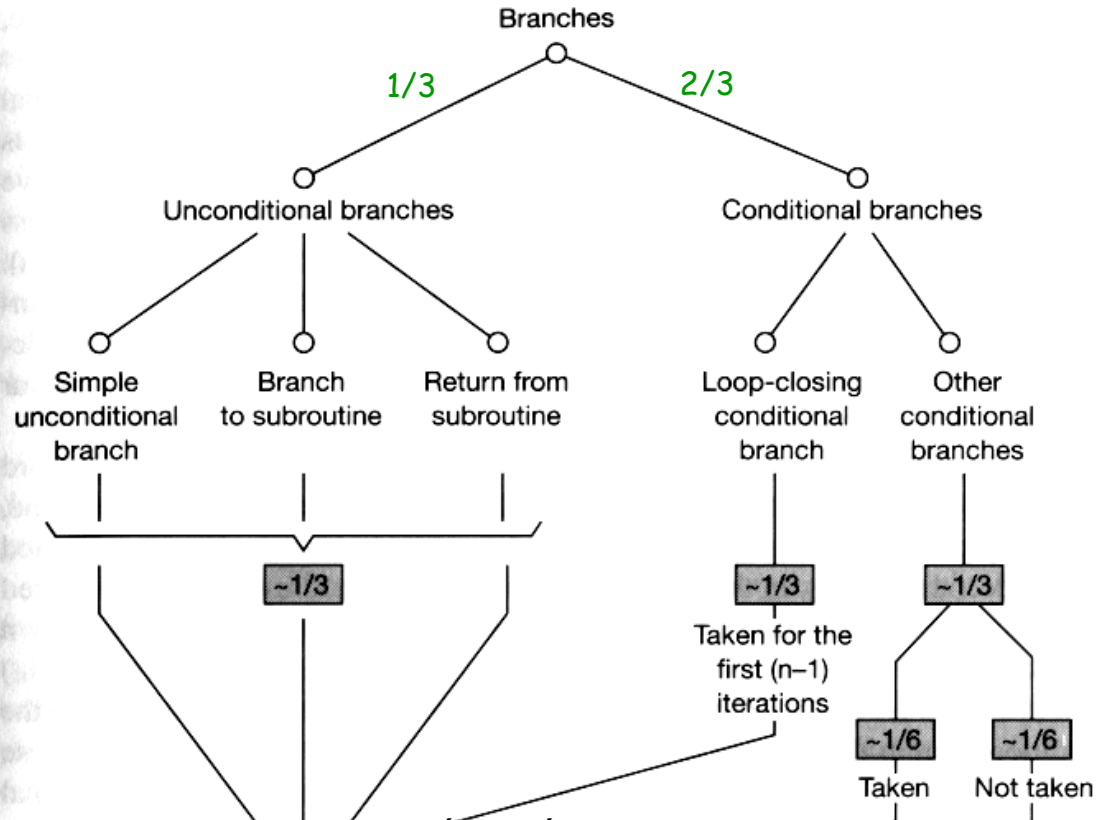 Branches
1/3
2/3
Unconditional branches
Conditional branches
Simple
unconditional
branch
Branch
to subroutine
Return from
subroutine
Loop-closing
conditional
branch
Other
conditional
branches
~1/3
~1/3
~1/3
Taken for the
first (n–1)
iterations
~1/6
~1/6
Taken
Not taken